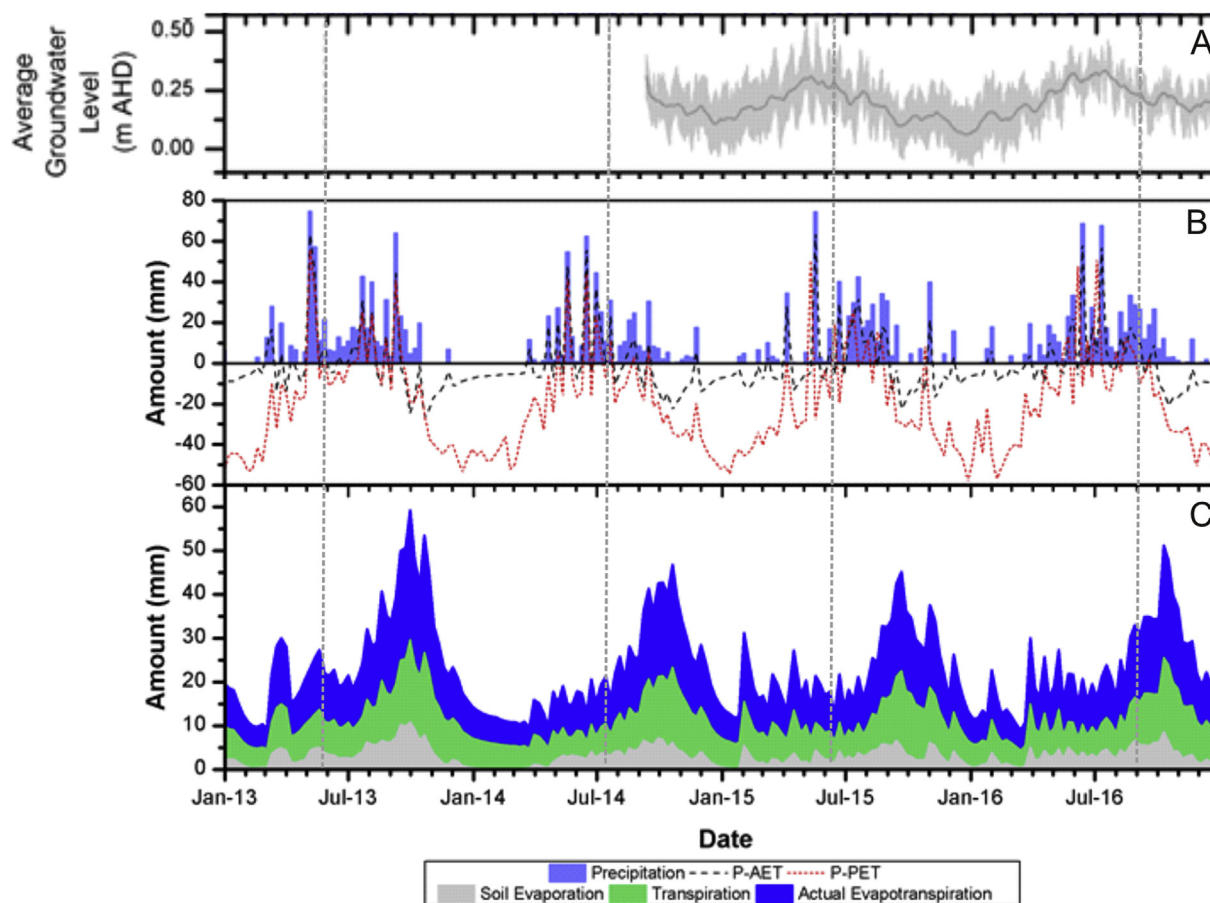 Average
Groundwater
Level
(m AHD)
0.50
0.25
0.00
A
Amount (mm)
80
60
40
20
0
-20
-40
-60
B
Amount (mm)
60
50
40
30
20
10
0
C
Jan-13 Jul-13 Jan-14 Jul-14 Jan-15 Jul-15 Jan-16 Jul-16
Date
Precipitation P-AET P-PET
Soil Evaporation Transpiration Actual Evapotranspiration